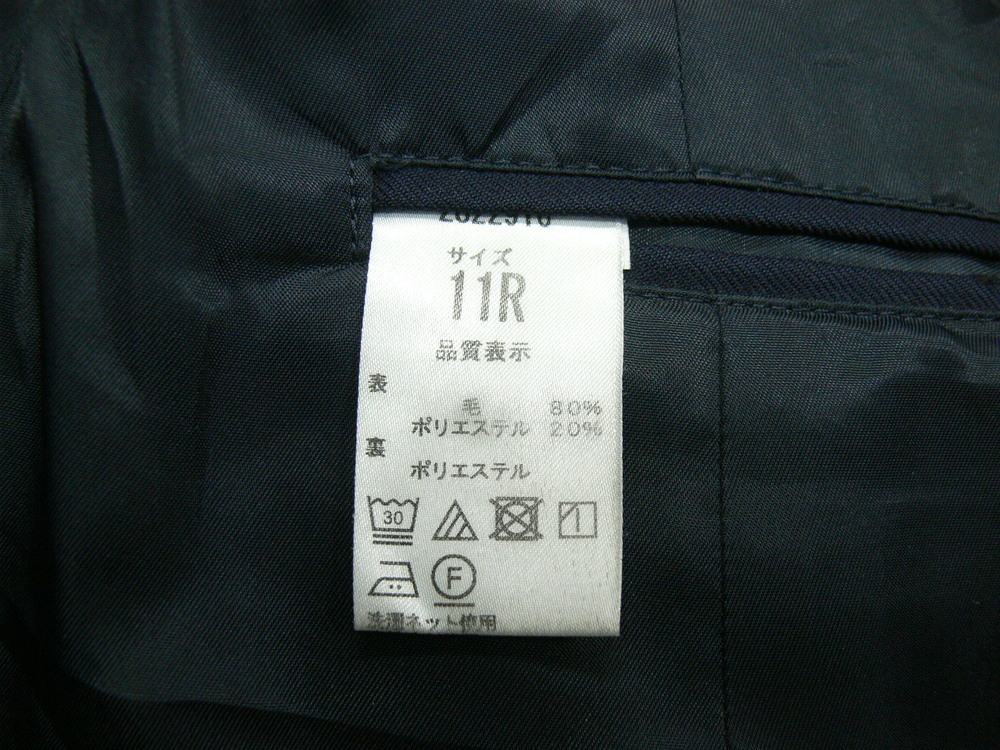 サイズ
11R
品質表示
表
毛 80%
ポリエステル 20%
裏
ポリエステル
30
F
洗濯ネット使用